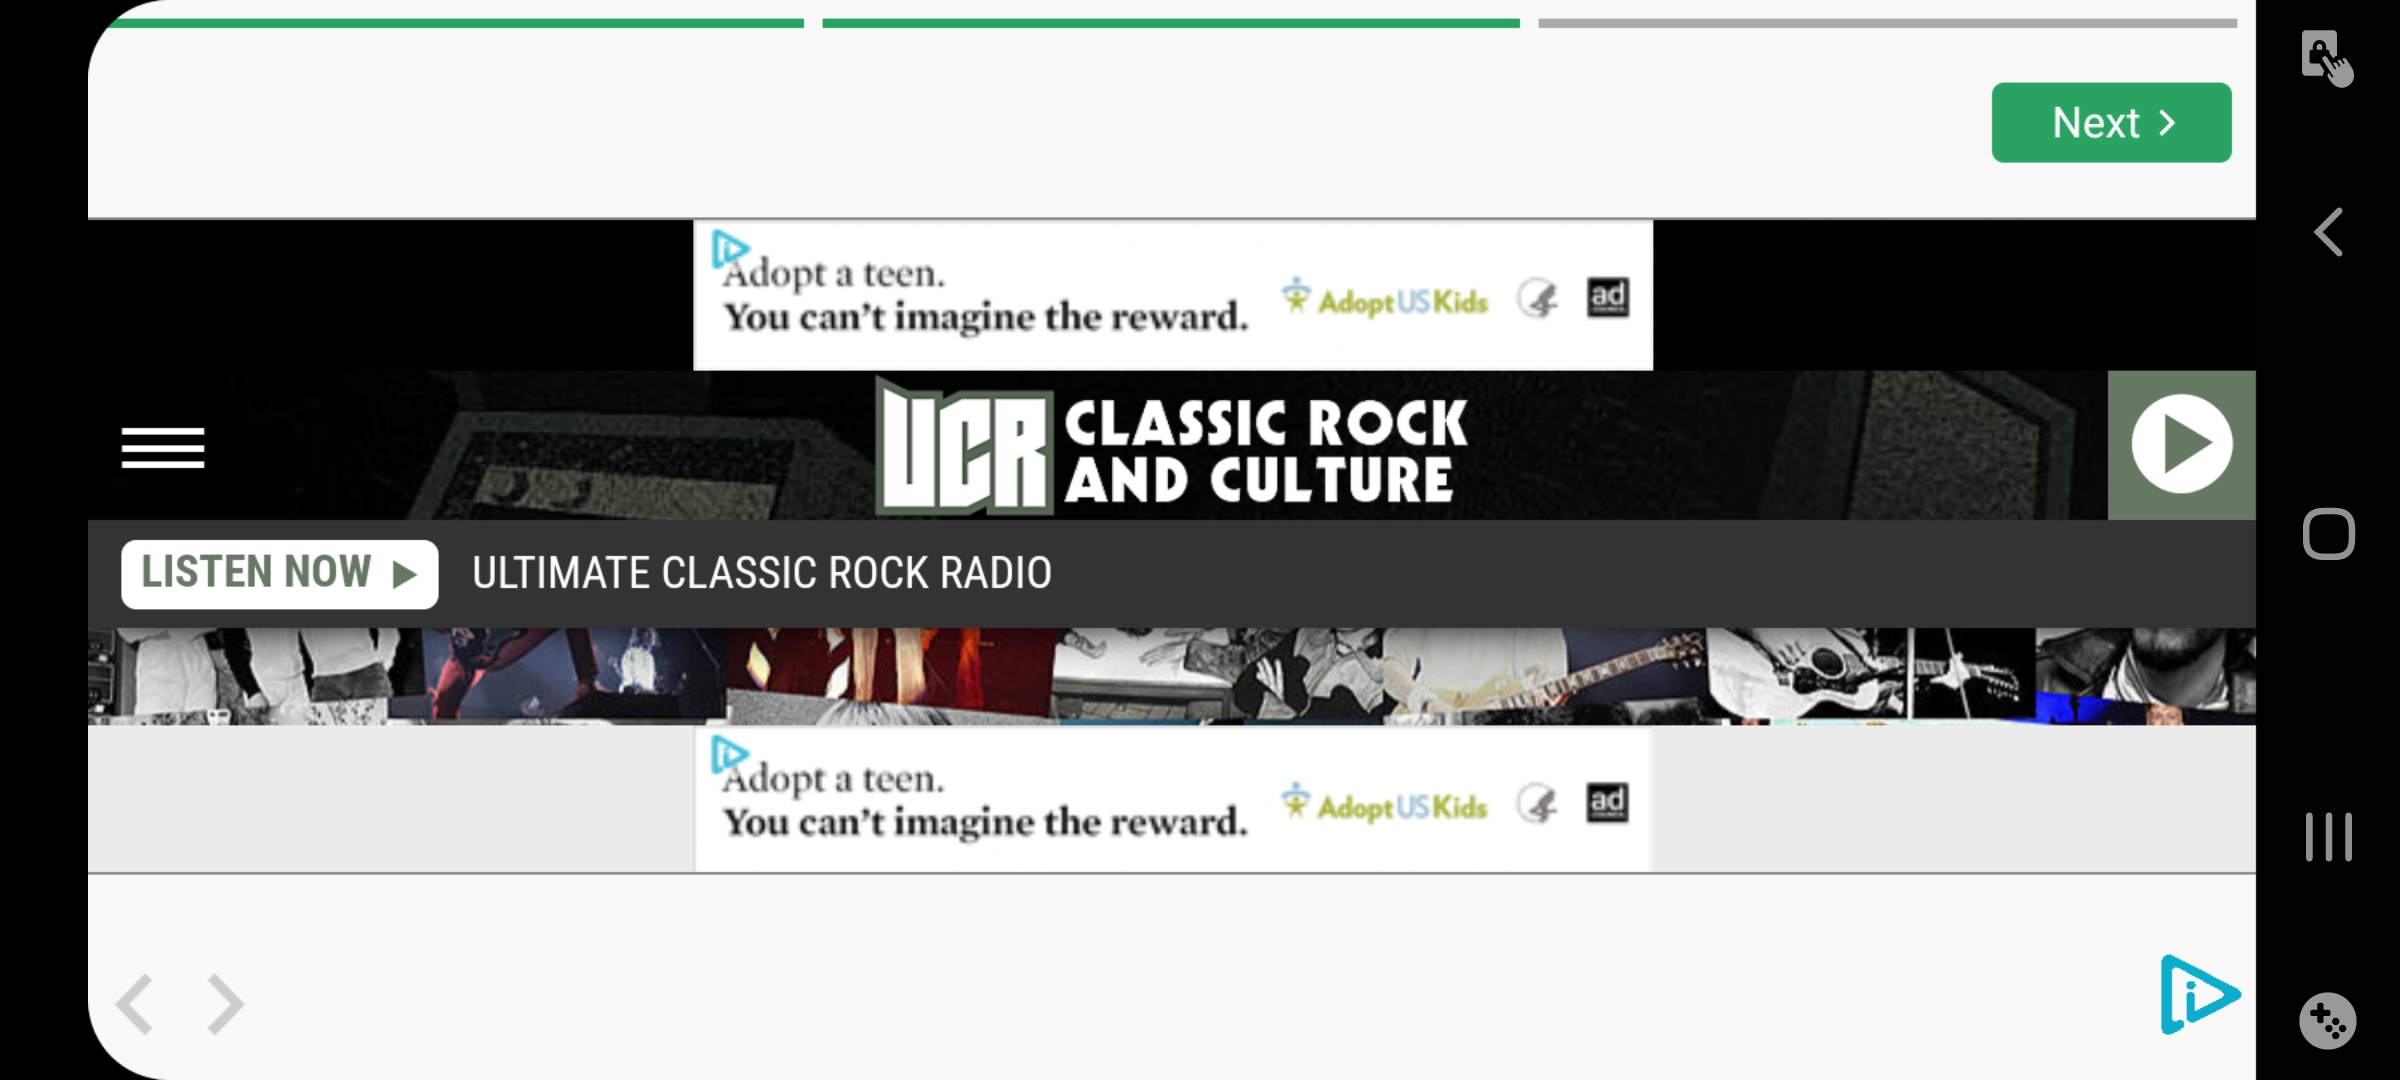 Next
Adopt a teen.
You can't imagine the reward.
AdoptUSKids
ad
UCR
CLASSIC ROCK
AND CULTURE
LISTEN NOW
ULTIMATE CLASSIC ROCK RADIO
Adopt a teen.
You can't imagine the reward.
AdoptUSKids
ad